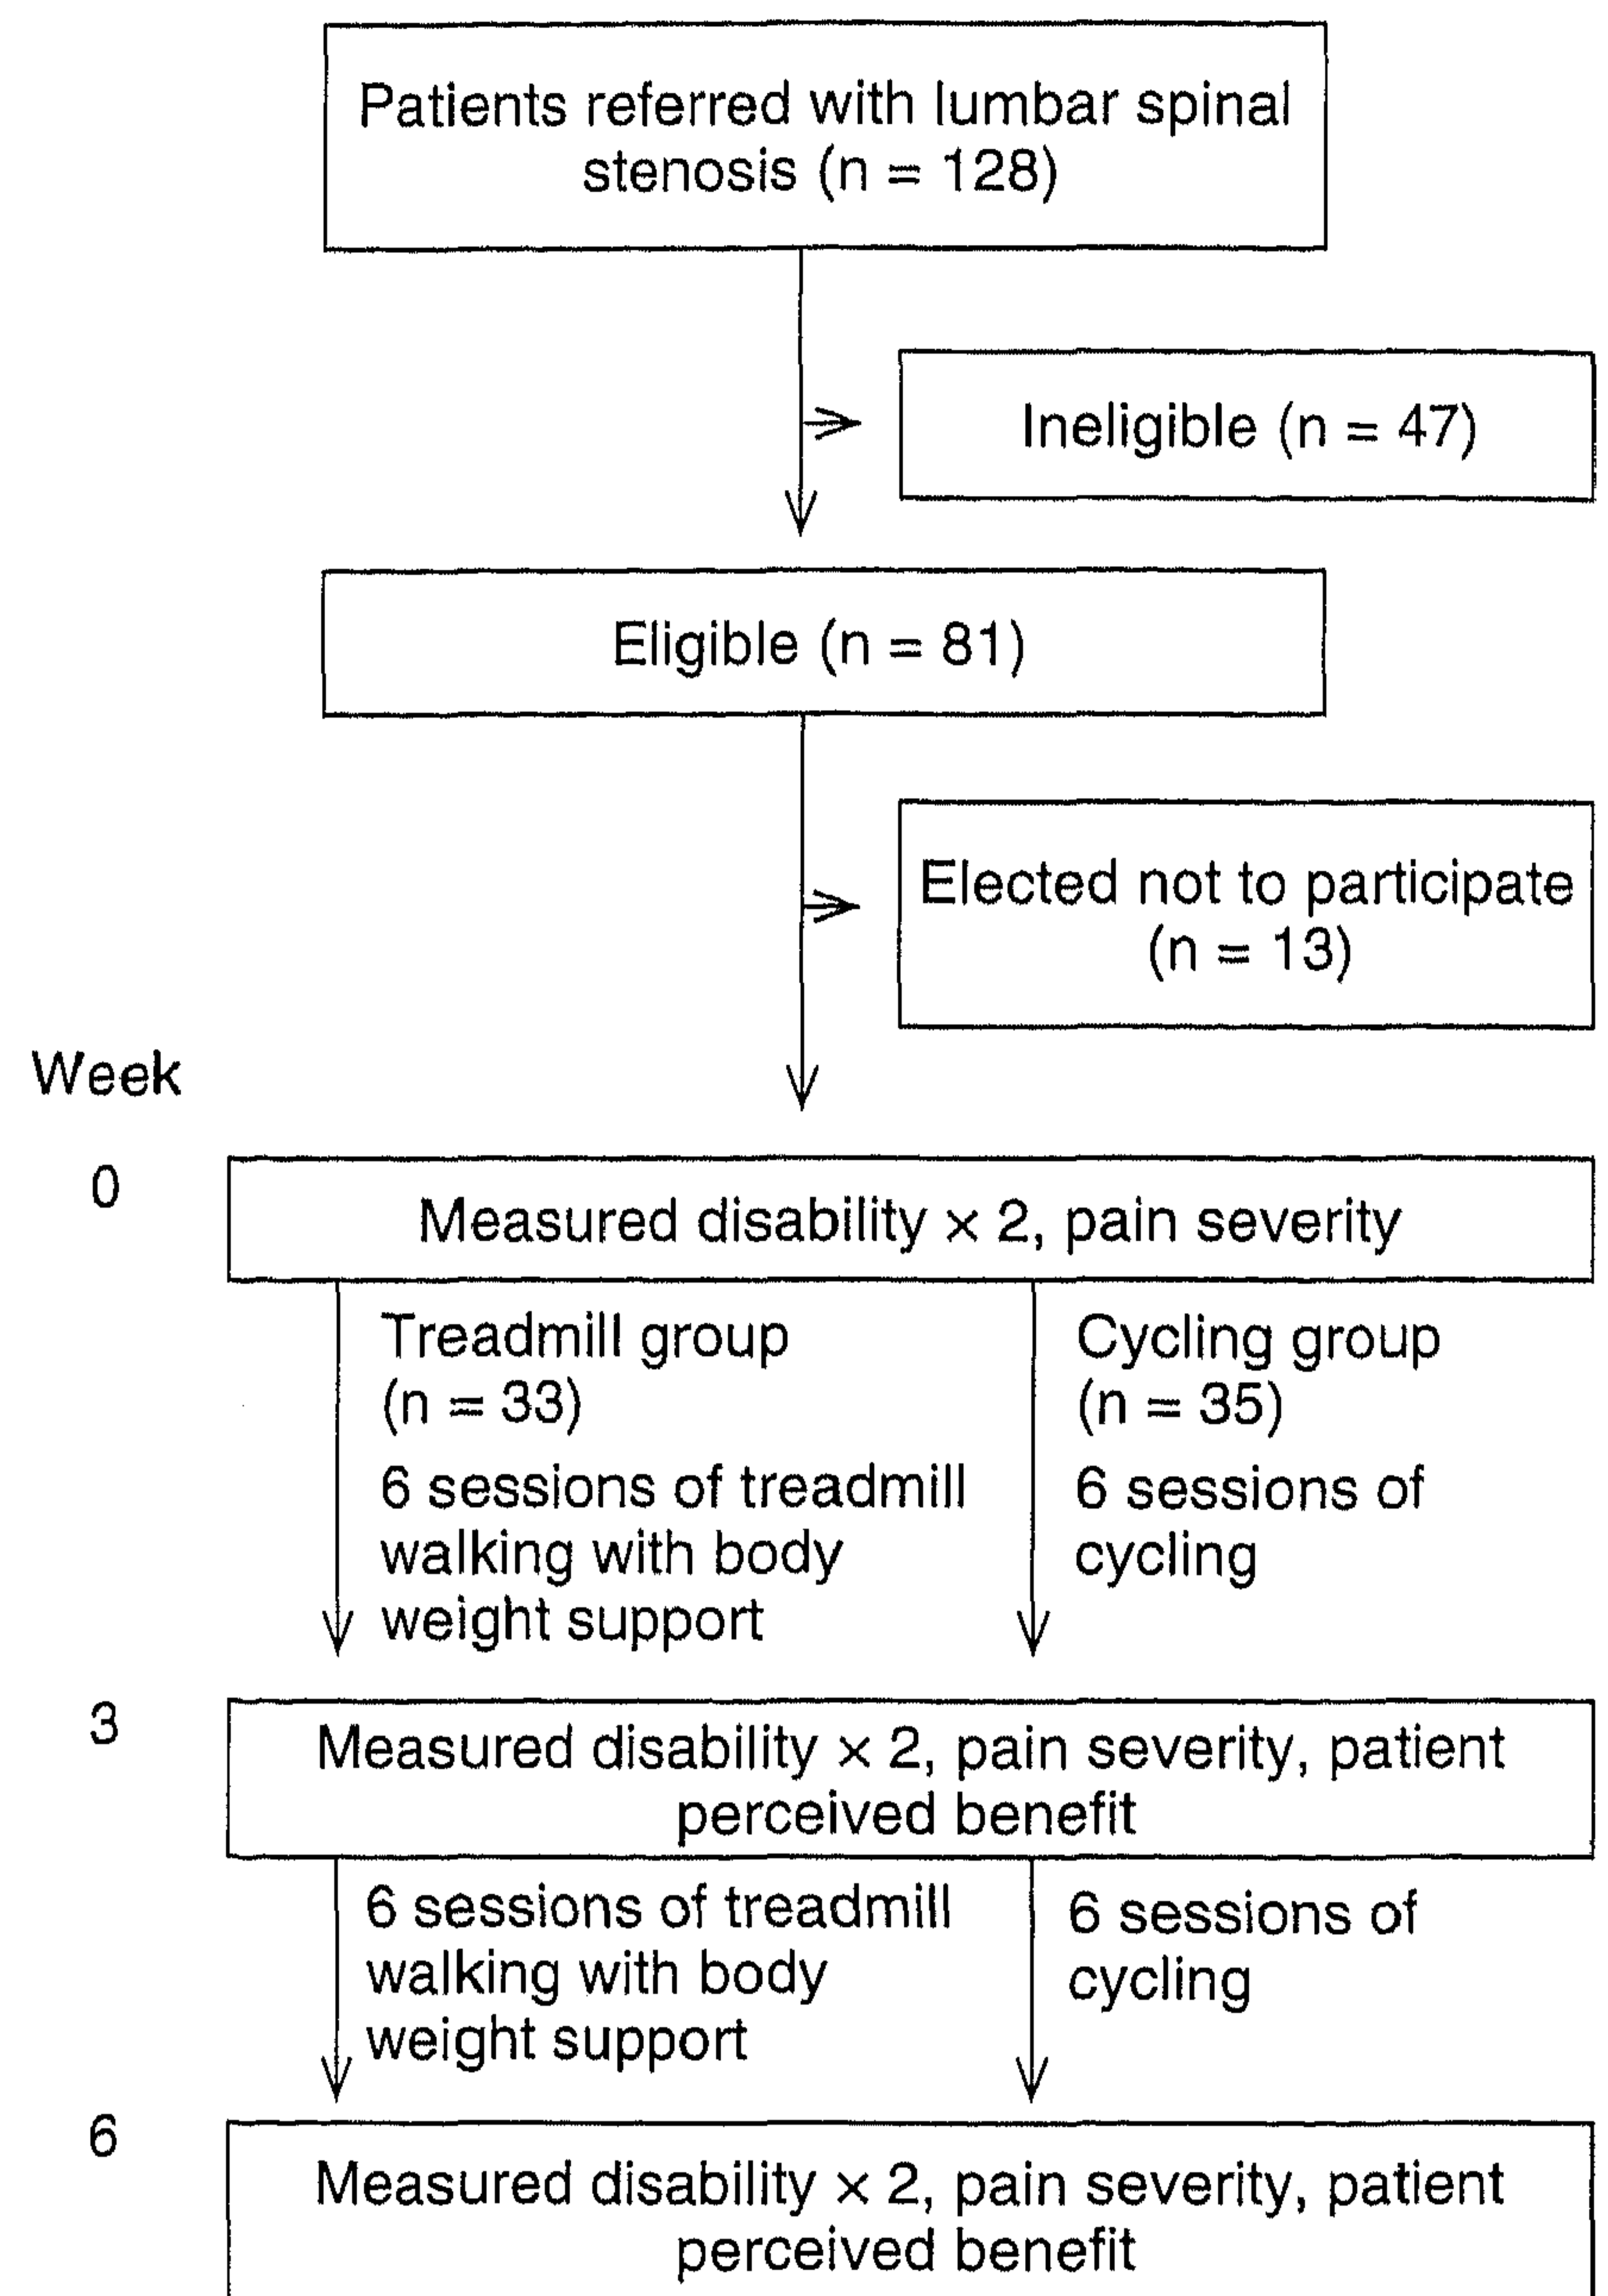 Patients referred with lumbar spinal
stenosis (n = 128)
Ineligible (n = 47)
Eligible (n = 81)
Elected not to participate
(n = 13)
Week
0
Measured disability × 2, pain severity
Treadmill group
(n = 33)
6 sessions of treadmill
walking with body
weight support
Cycling group
(n = 35)
6 sessions of
cycling
3
Measured disability × 2, pain severity, patient
perceived benefit
6 sessions of treadmill
walking with body
weight support
6 sessions of
cycling
6
Measured disability × 2, pain severity, patient
perceived benefit